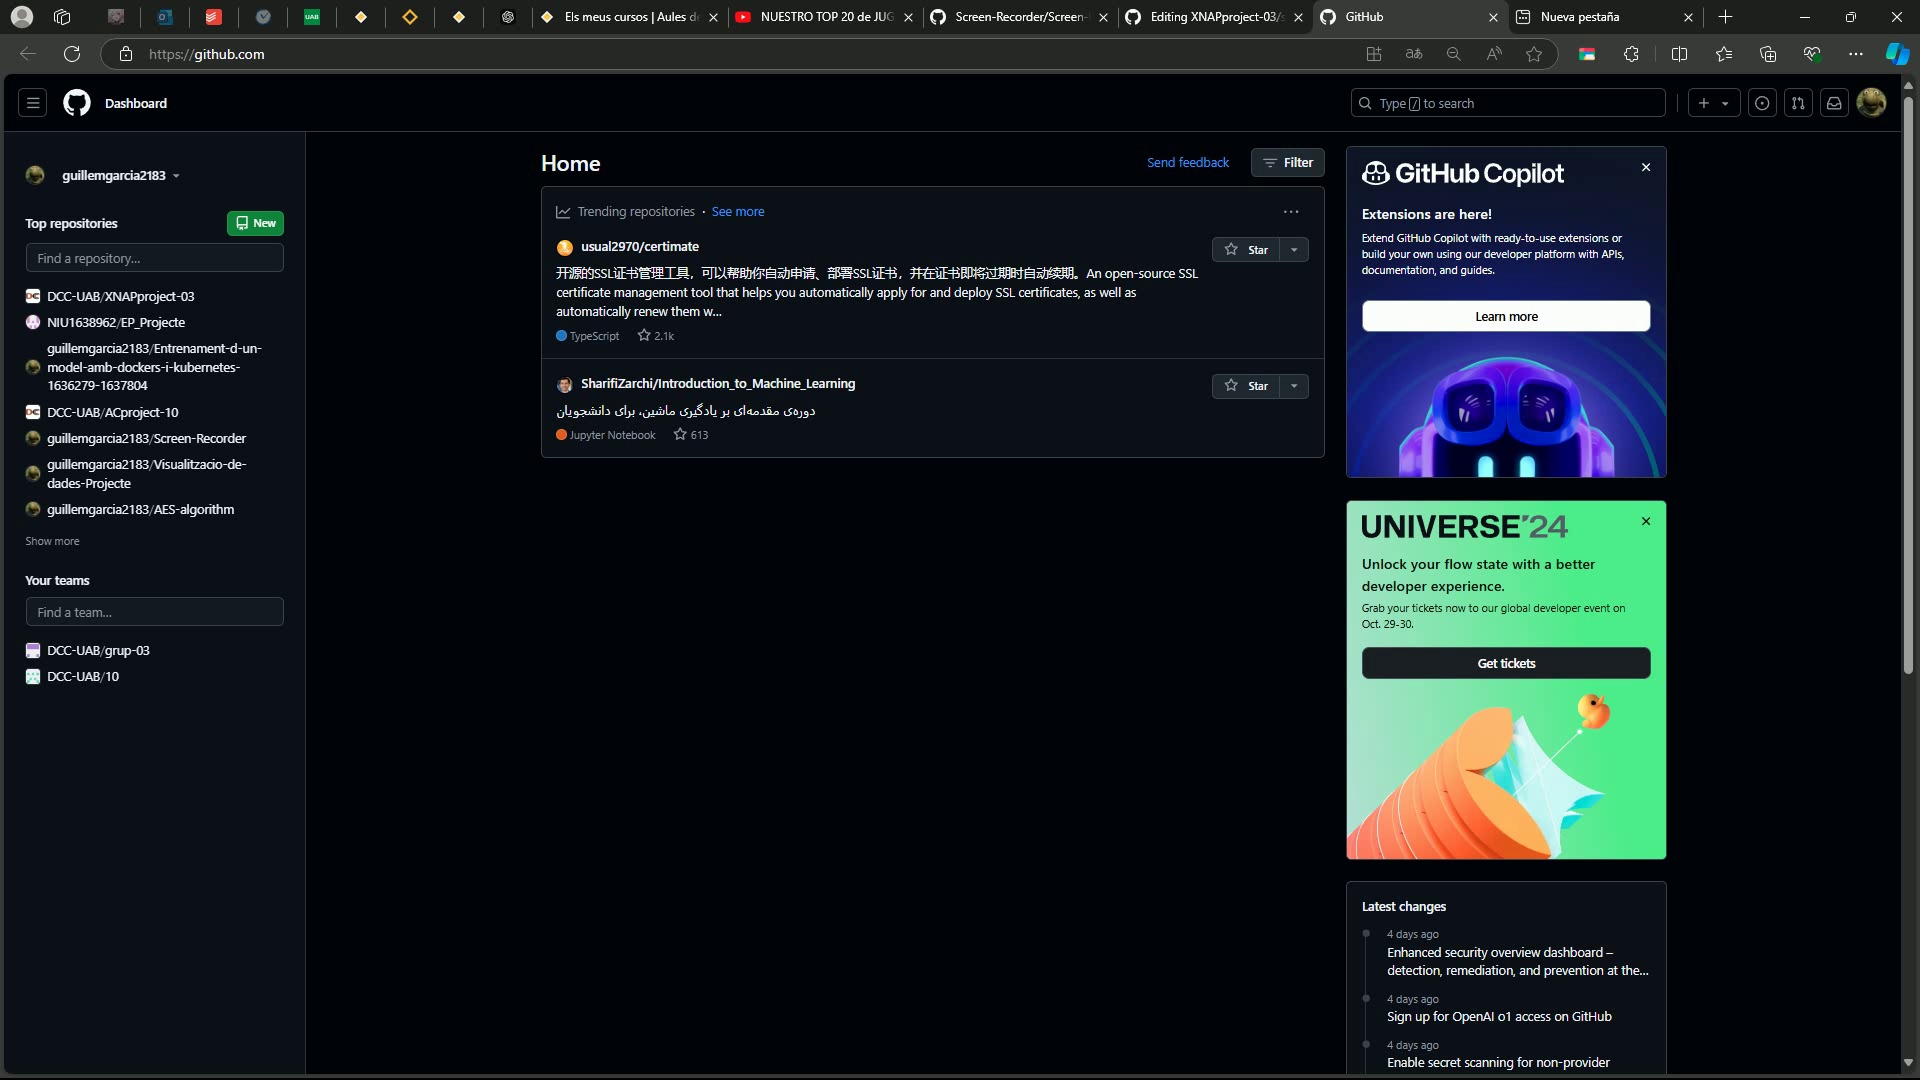 Els meus cursos | Aules d
NUESTRO TOP 20 de JUG
Screen-Recorder/Screen-
Editing XNAPproject-03/s
GitHub
Nueva pestaña
https://github.com
Dashboard
Type / to search
guillemgarcia2183
Top repositories
New
Find a repository...
DCC-UAB/XNAPproject-03
NIU1638962/EP_Projecte
guillemgarcia2183/Entrenament-d-un-
model-amb-dockers-i-kubernetes-
1636279-1637804
DCC-UAB/ACproject-10
guillemgarcia2183/Screen-Recorder
guillemgarcia2183/Visualitzacio-de-
dades-Projecte
guillemgarcia2183/AES-algorithm
Show more
Your teams
Find a team...
DCC-UAB/grup-03
DCC-UAB/10
Home
Send feedback
Filter
Trending repositories · See more
usual2970/certimate
Star
开源的SSL证书管理工具，可以帮助你自动申请、部署SSL证书，并在证书即将过期时自动续期。An open-source SSL
certificate management tool that helps you automatically apply for and deploy SSL certificates, as well as
automatically renew them w...
TypeScript 2.1k
SharifiZarchi/Introduction_to_Machine_Learning
Star
دوره‌ی مقدمه‌ای بر یادگیری ماشین، برای دانشجویان
Jupyter Notebook 613
GitHub Copilot
Extensions are here!
Extend GitHub Copilot with ready-to-use extensions or
build your own using our developer platform with APIs,
documentation, and guides.
Learn more
UNIVERSE'24
Unlock your flow state with a better
developer experience.
Grab your tickets now to our global developer event on
Oct. 29-30.
Get tickets
Latest changes
4 days ago
Enhanced security overview dashboard –
detection, remediation, and prevention at the...
4 days ago
Sign up for OpenAI o1 access on GitHub
4 days ago
Enable secret scanning for non-provider